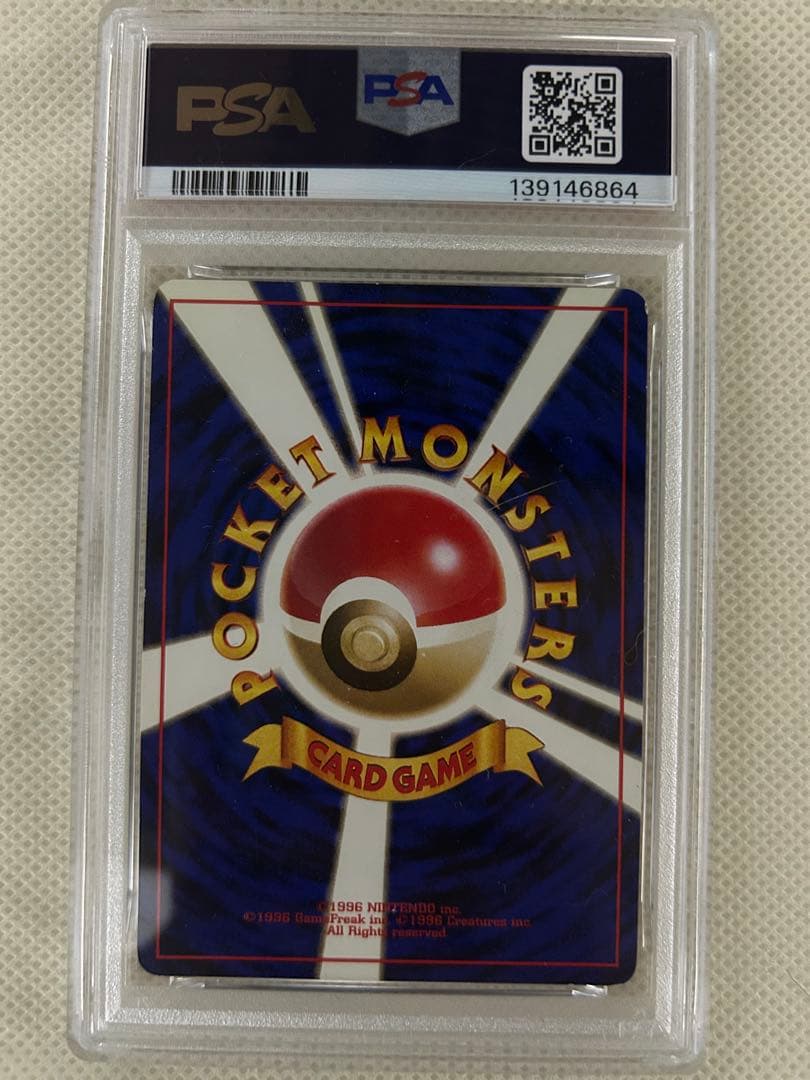 PSA
PSA
139146864
POCKET MONSTERS
CARD GAME
©1996 NINTENDO inc.
©1996 GameFreak inc. ©1996 Creatures inc.
All Rights reserved